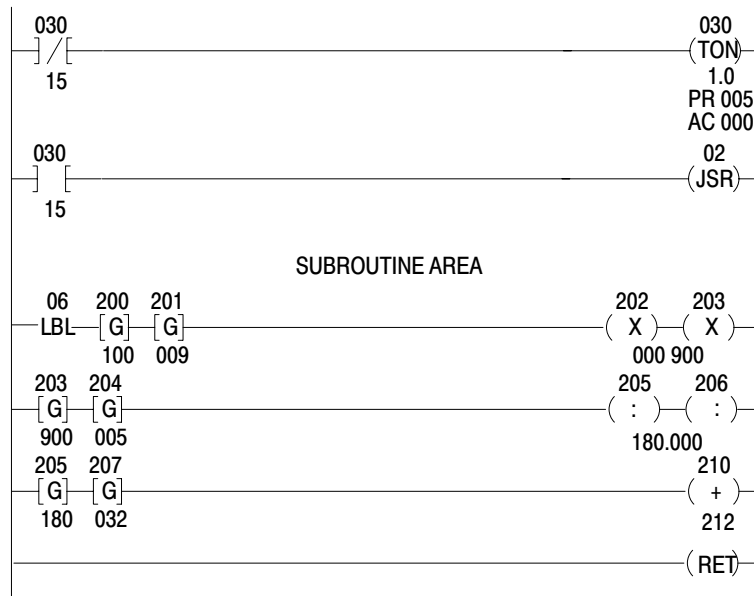 030 030
] / [ (TON)
15 1.0
PR 005
AC 000
030 02
] [ (JSR)
15
SUBROUTINE AREA
06 200 201 202 203
LBL [G] [G] ( X ) ( X )
100 009 000 900
203 204 205 206
[G] [G] ( : ) ( : )
900 005 180.000
205 207 210
[G] [G] ( + )
180 032 212
( RET)